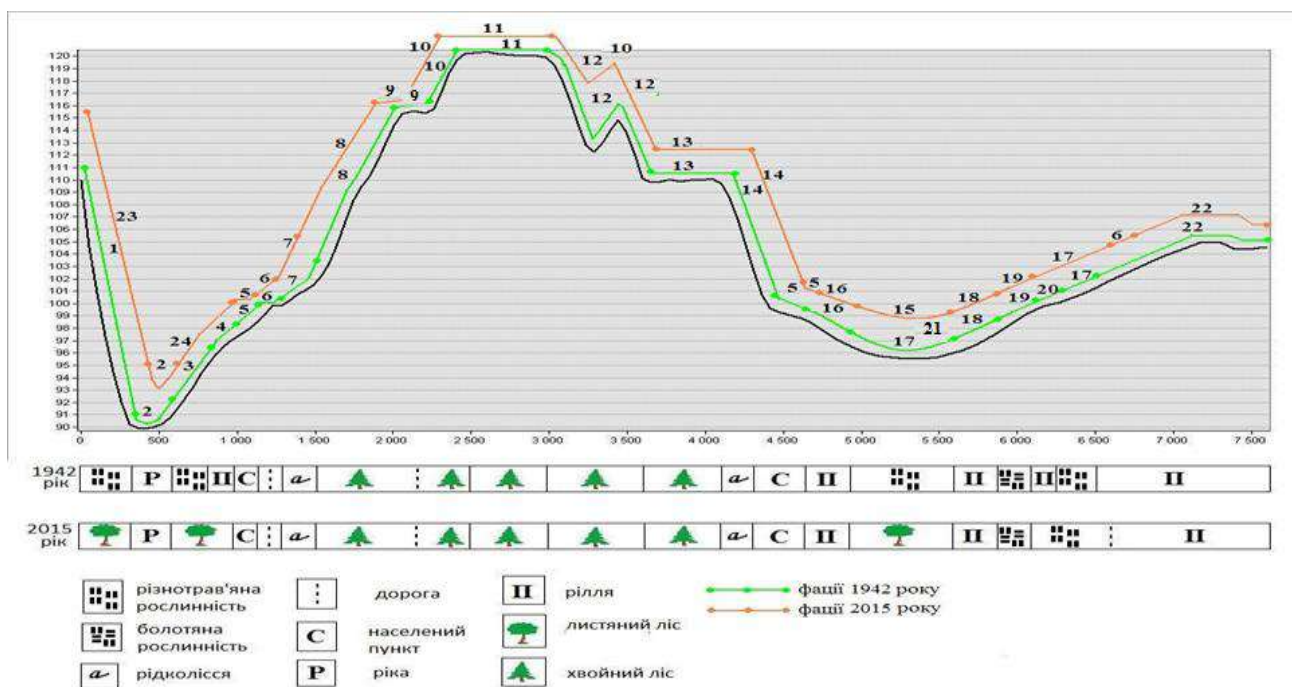 11
120 10 11 10
119
118 12
117 10
116 9 9 12 12
115
114
113 8 13
112
111 8 13
110 14
109 14
108 22
107 23
106 6
105 1 7 22
104
103 17
102 6 7 5 19
101 5 5 16 17
100 5 6 20
99 16 15 18 19
98 4 18
97 24 21
96 17
95 2 3
94
93
92
91 2
90
0 500 1 000 1 500 2 000 2 500 3 000 3 500 4 000 4 500 5 000 5 500 6 000 6 500 7 000 7 500
1942 рік Р П С а а С П П П П
2015 рік Р С а а С П П П
різнотрав'яна рослинність
дорога
П рілля
фації 1942 року
фації 2015 року
болотяна рослинність
С населений пункт
листяний ліс
а рідколісся
Р ріка
хвойний ліс